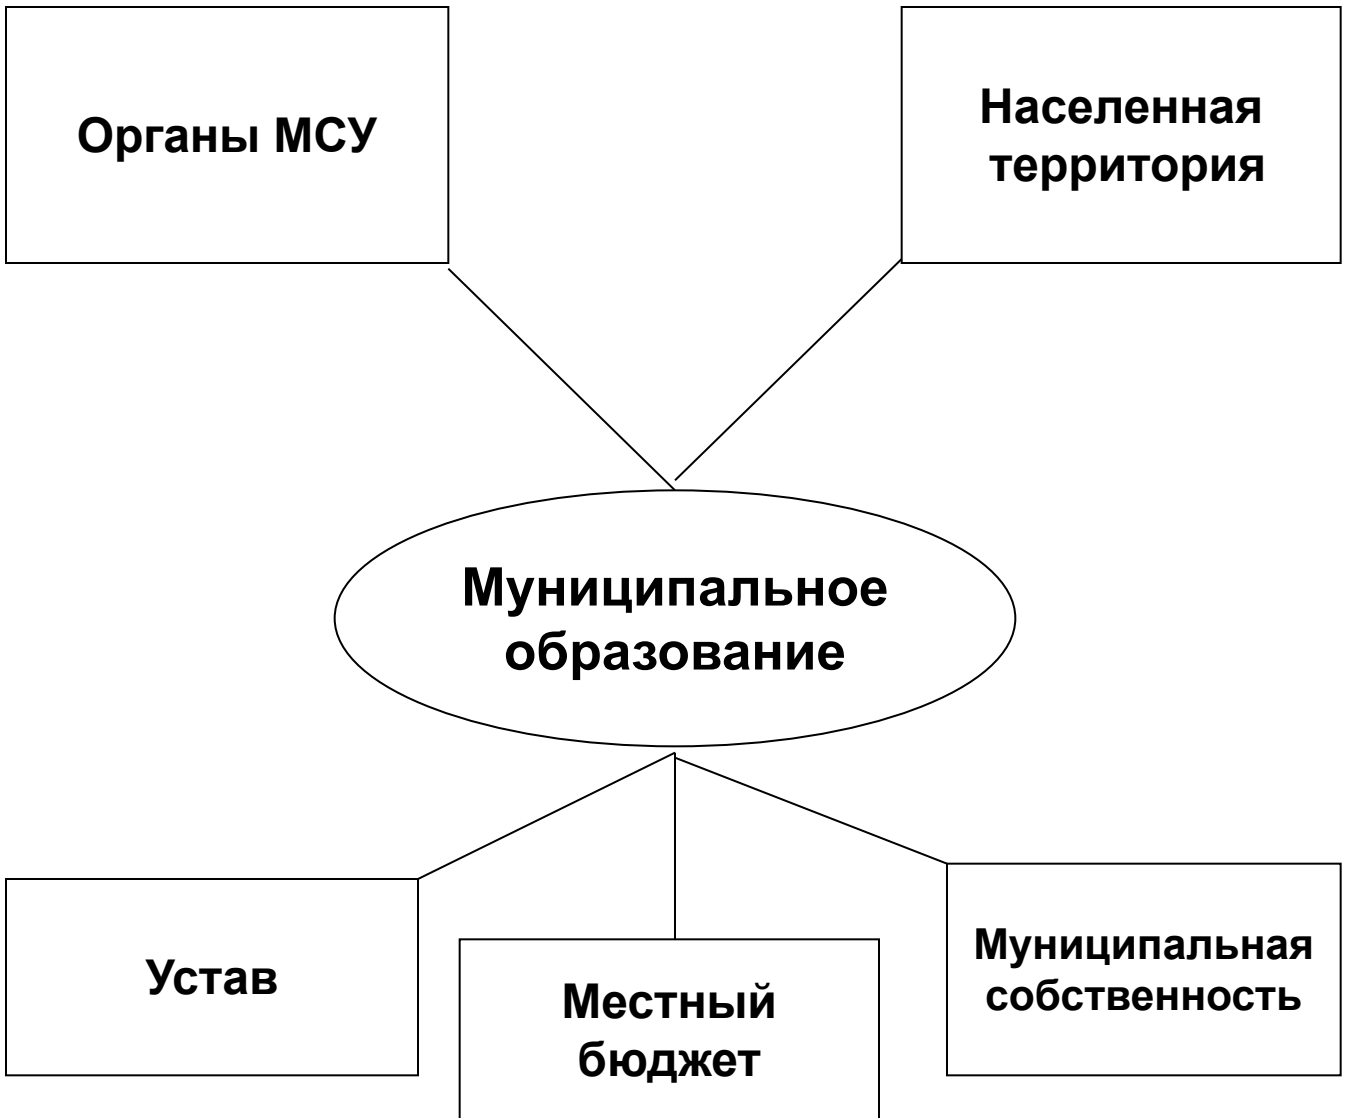 Органы МСУ
Населенная
территория
Муниципальное
образование
Устав
Местный
бюджет
Муниципальная
собственность